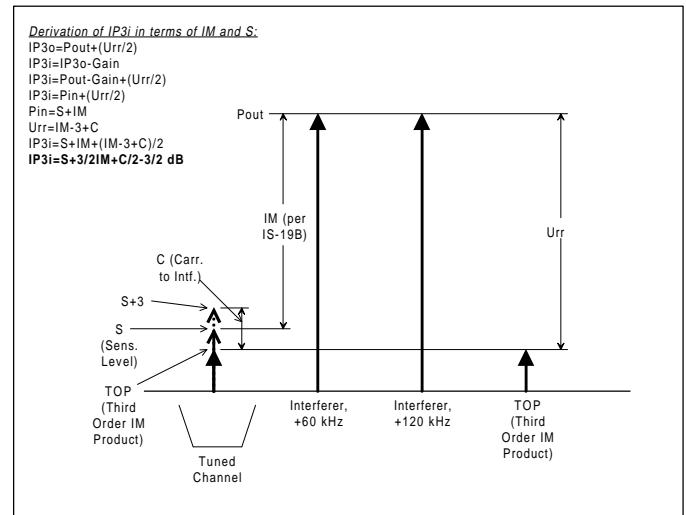 Derivation of IP3i in terms of IM and S:
IP3o=Pout+(Urr/2)
IP3i=IP3o-Gain
IP3i=Pout-Gain+(Urr/2)
IP3i=Pin+(Urr/2)
Pin=S+IM
Urr=IM-3+C
IP3i=S+IM+(IM-3+C)/2
IP3i=S+3/2IM+C/2-3/2 dB
Pout
IM (per
IS-19B)
Urr
C (Carr.
to Intf.)
S+3
S
(Sens.
Level)
TOP
(Third
Order IM
Product)
Tuned
Channel
Interferer,
+60 kHz
Interferer,
+120 kHz
TOP
(Third
Order IM
Product)